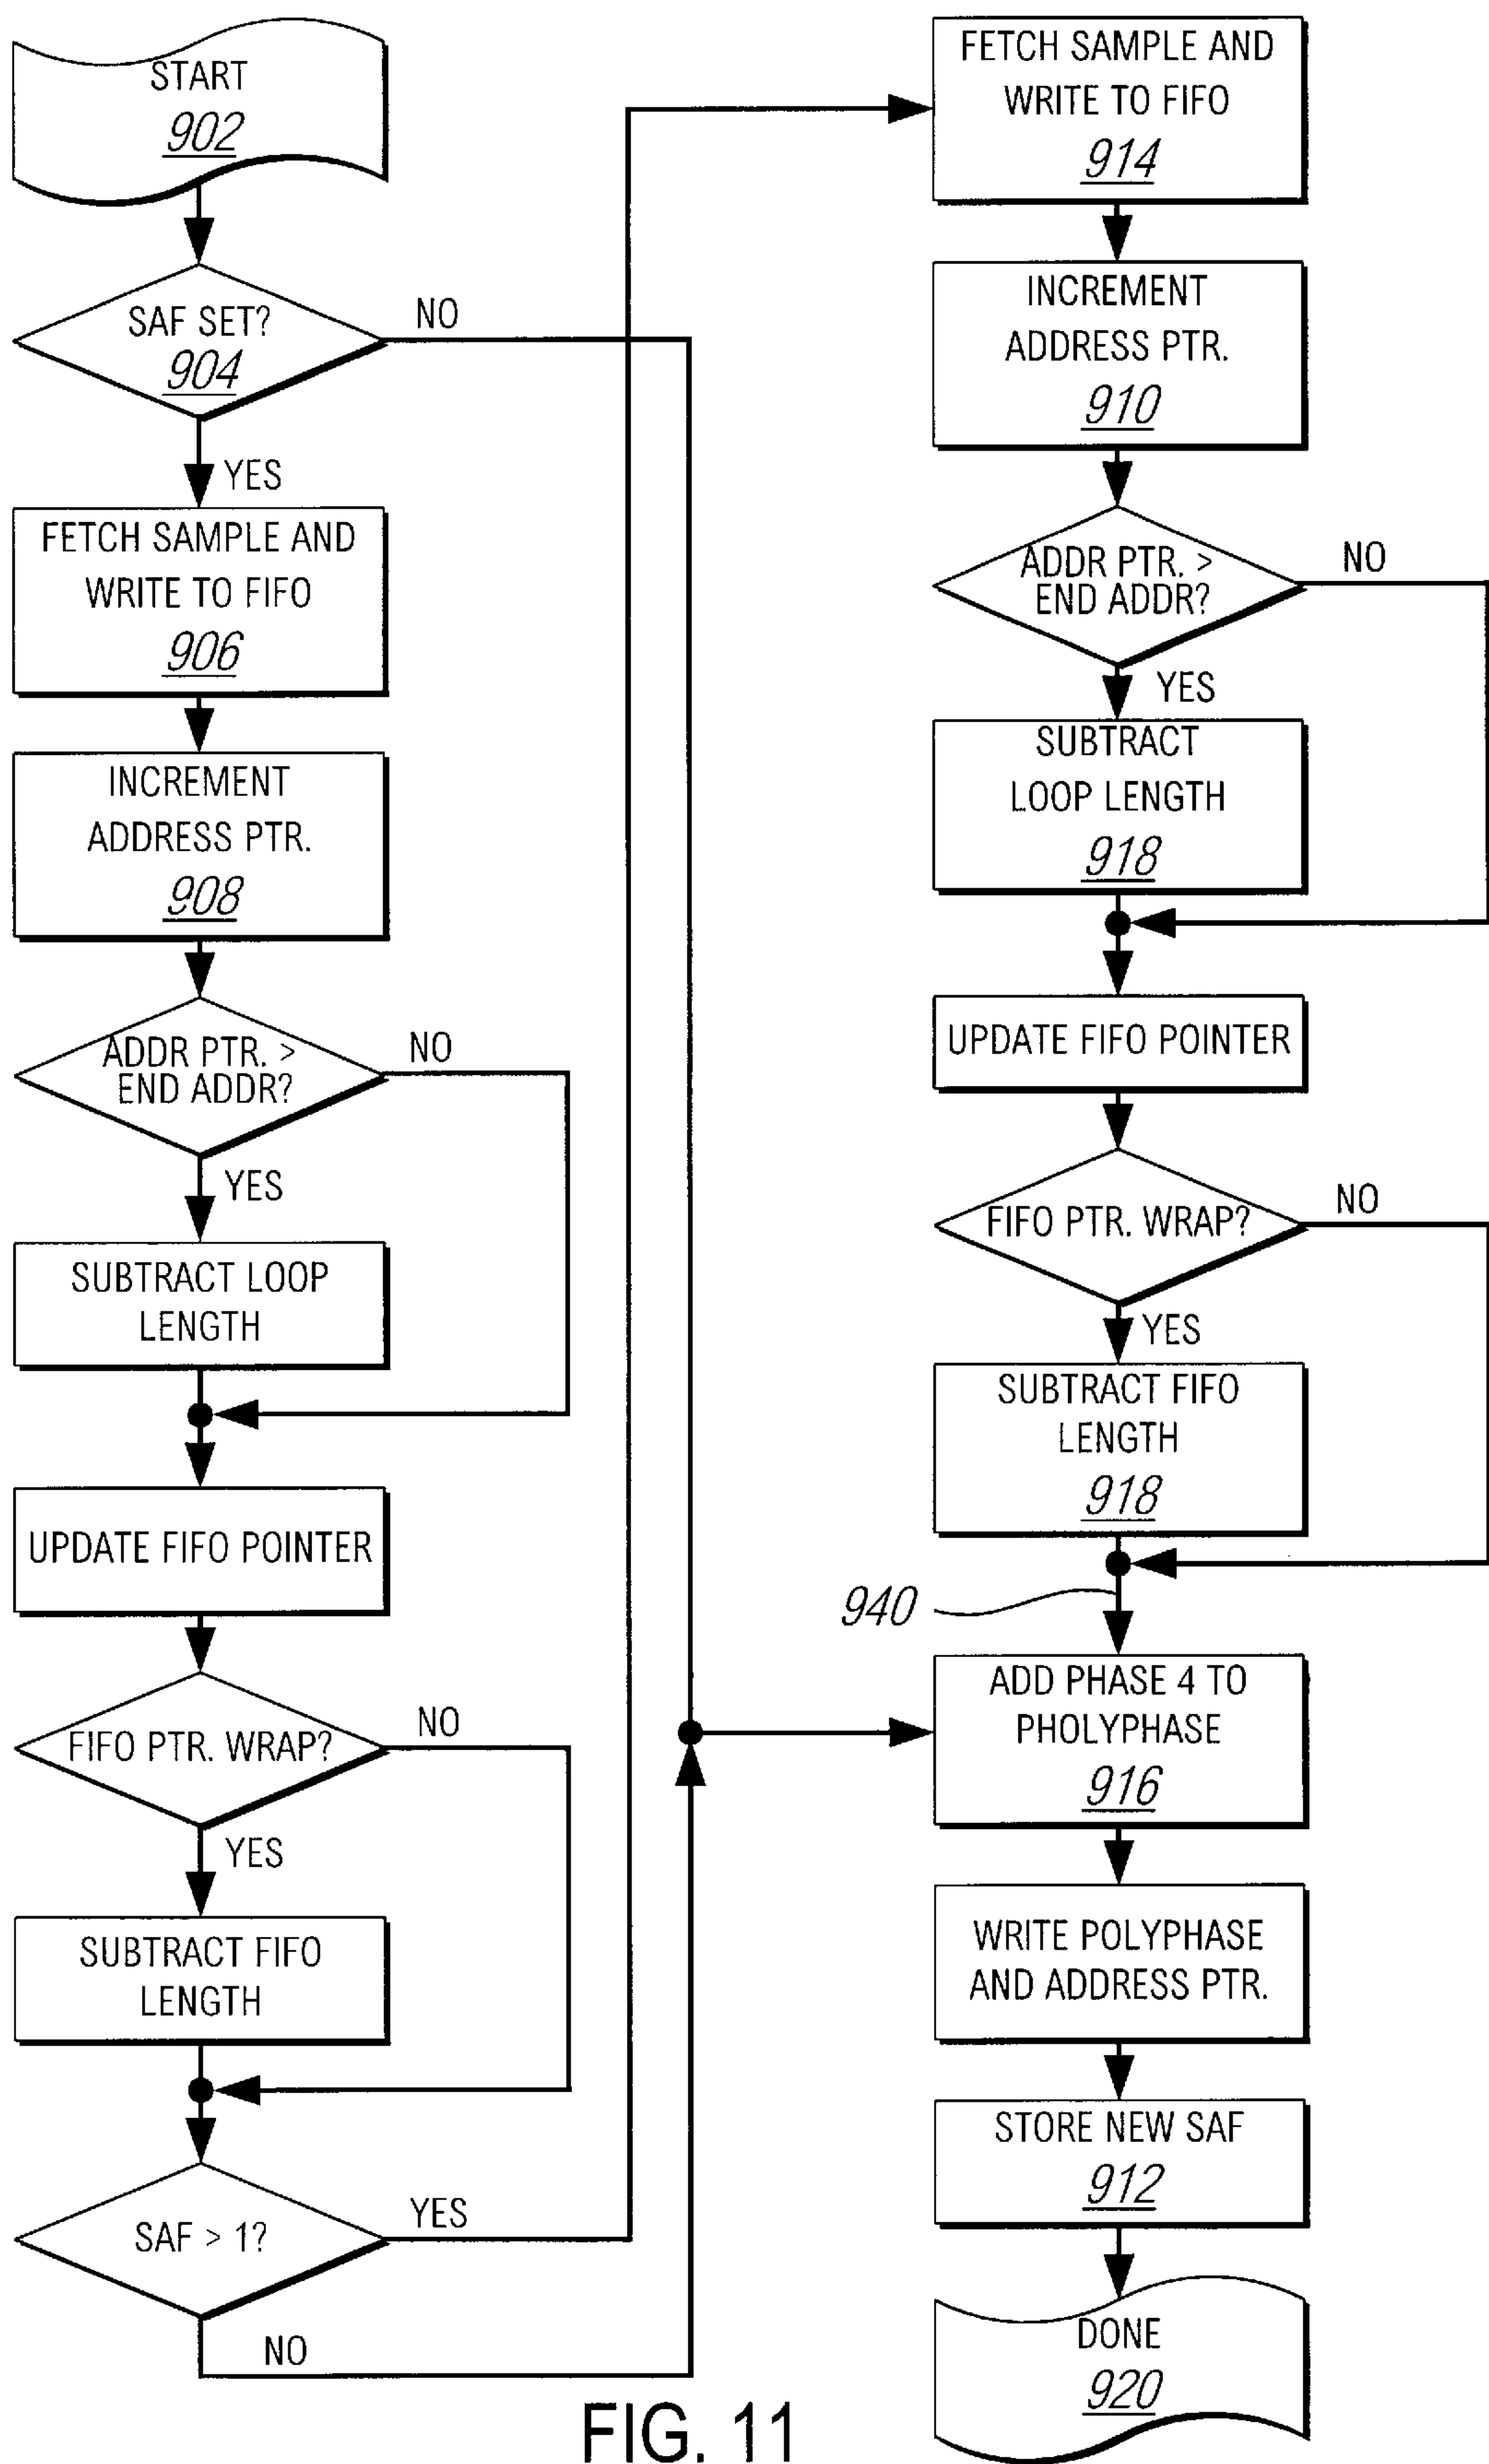 START
902
SAF SET?
904
NO
YES
FETCH SAMPLE AND
WRITE TO FIFO
906
INCREMENT
ADDRESS PTR.
908
ADDR PTR. >
END ADDR?
NO
YES
SUBTRACT LOOP
LENGTH
UPDATE FIFO POINTER
FIFO PTR. WRAP?
NO
YES
SUBTRACT FIFO
LENGTH
SAF > 1?
YES
NO
FETCH SAMPLE AND
WRITE TO FIFO
914
INCREMENT
ADDRESS PTR.
910
ADDR PTR. >
END ADDR?
NO
YES
SUBTRACT
LOOP LENGTH
918
UPDATE FIFO POINTER
FIFO PTR. WRAP?
NO
YES
SUBTRACT FIFO
LENGTH
918
940
ADD PHASE 4 TO
PHOLYPHASE
916
WRITE POLYPHASE
AND ADDRESS PTR.
STORE NEW SAF
912
DONE
920
FIG. 11